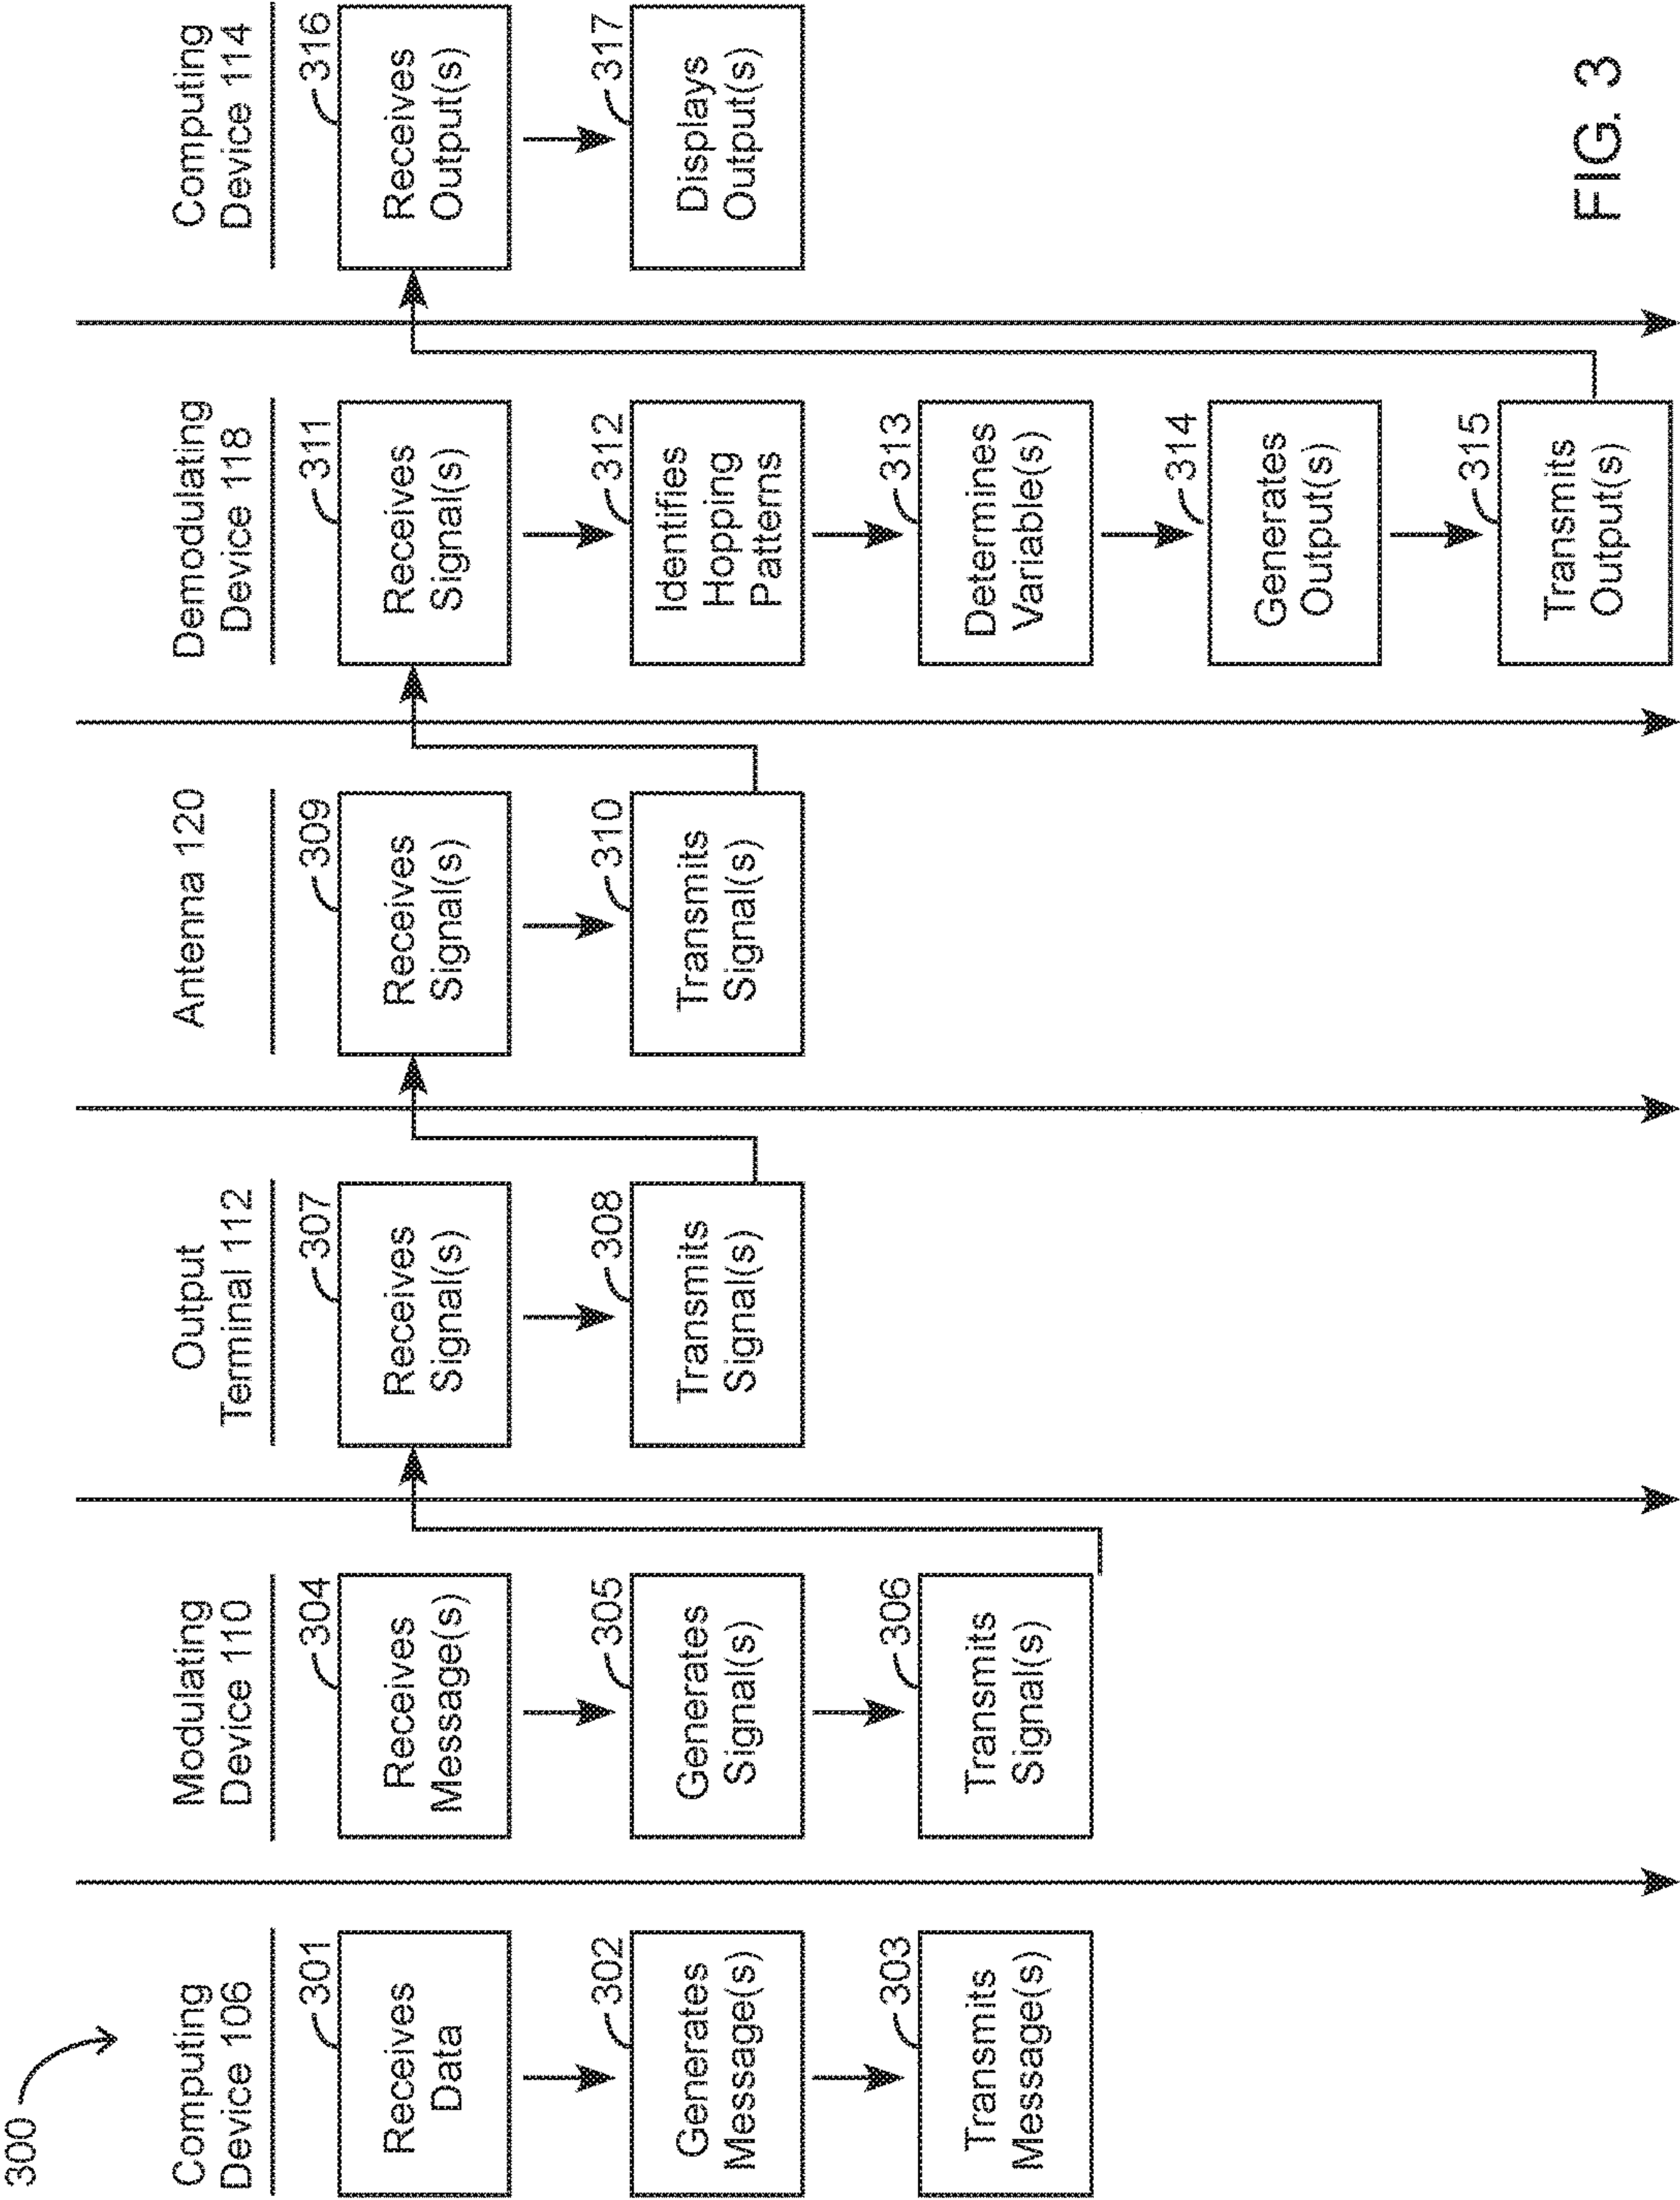 300
Computing
Device 106
301
Receives
Data
302
Generates
Message(s)
303
Transmits
Message(s)
Modulating
Device 110
304
Receives
Message(s)
305
Generates
Signal(s)
306
Transmits
Signal(s)
Output
Terminal 112
307
Receives
Signal(s)
308
Transmits
Signal(s)
Antenna 120
309
Receives
Signal(s)
310
Transmits
Signal(s)
Demodulating
Device 118
311
Receives
Signal(s)
312
Identifies
Hopping
Patterns
313
Determines
Variable(s)
314
Generates
Output(s)
315
Transmits
Output(s)
Computing
Device 114
316
Receives
Output(s)
317
Displays
Output(s)
FIG. 3